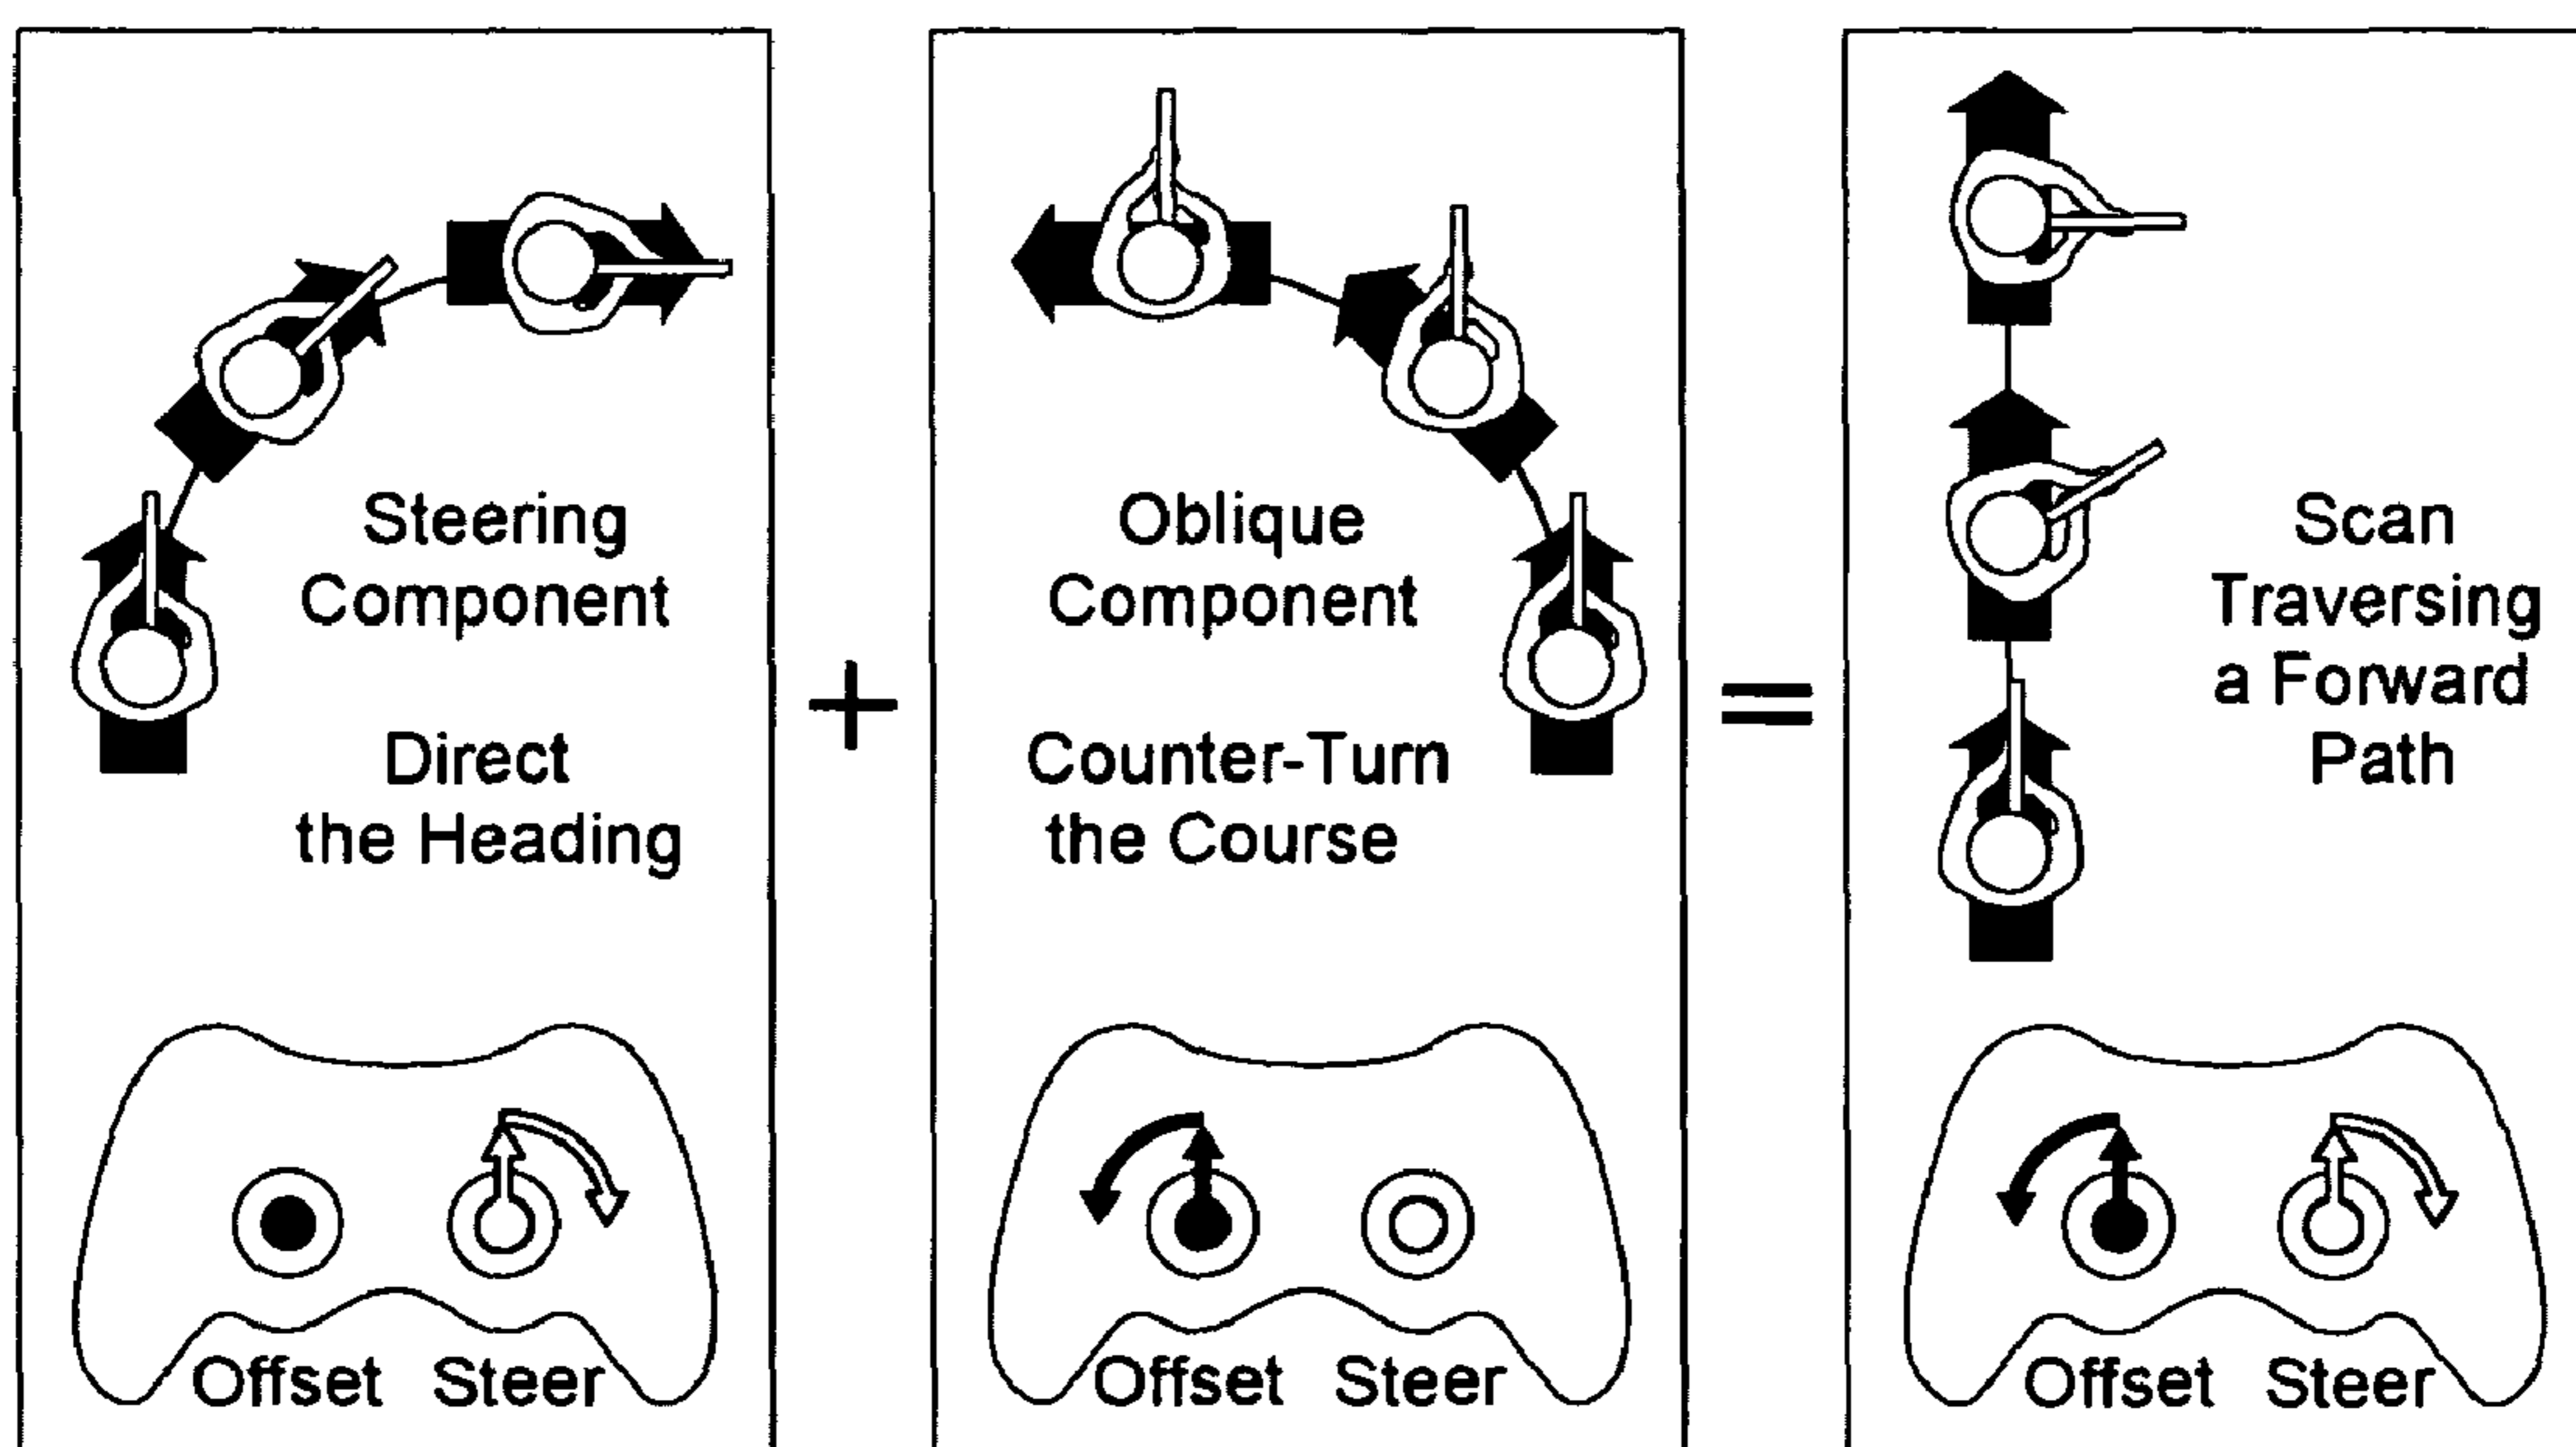 Steering
Component
Direct
the Heading
Offset Steer
+
Oblique
Component
Counter-Turn
the Course
Offset Steer
=
Scan
Traversing
a Forward
Path
Offset Steer